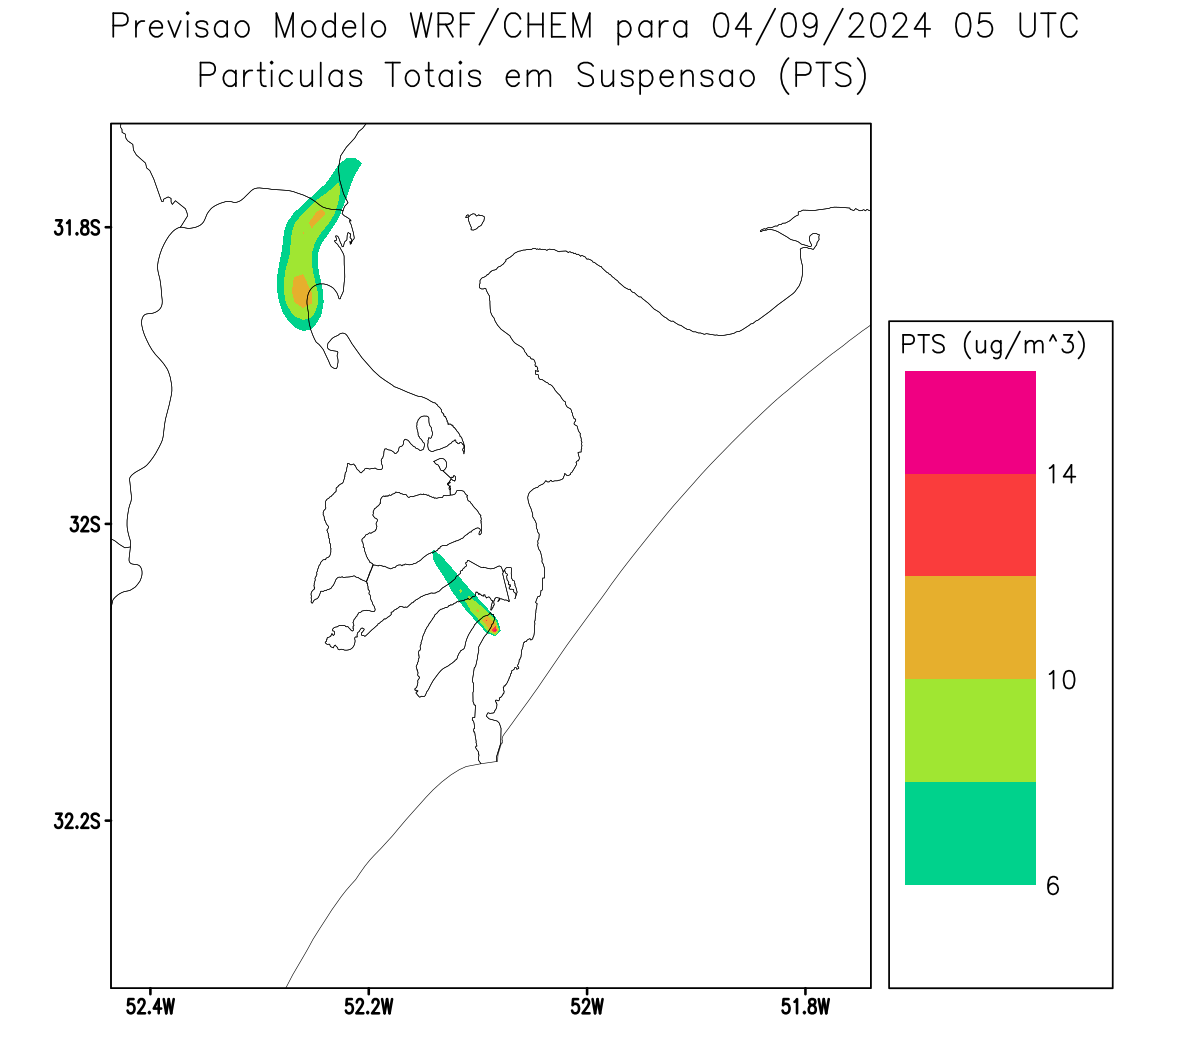 Previsao Modelo WRF/CHEM para 04/09/2024 05 UTC
Particulas Totais em Suspensao (PTS)
31.8S
32S
32.2S
52.4W
52.2W
52W
51.8W
PTS (ug/m^3)
14
10
6